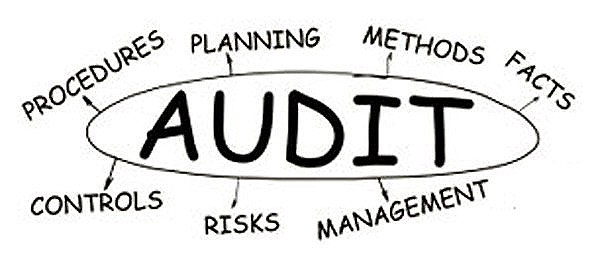 PROCEDURES
PLANNING
METHODS
FACTS
AUDIT
CONTROLS
RISKS
MANAGEMENT